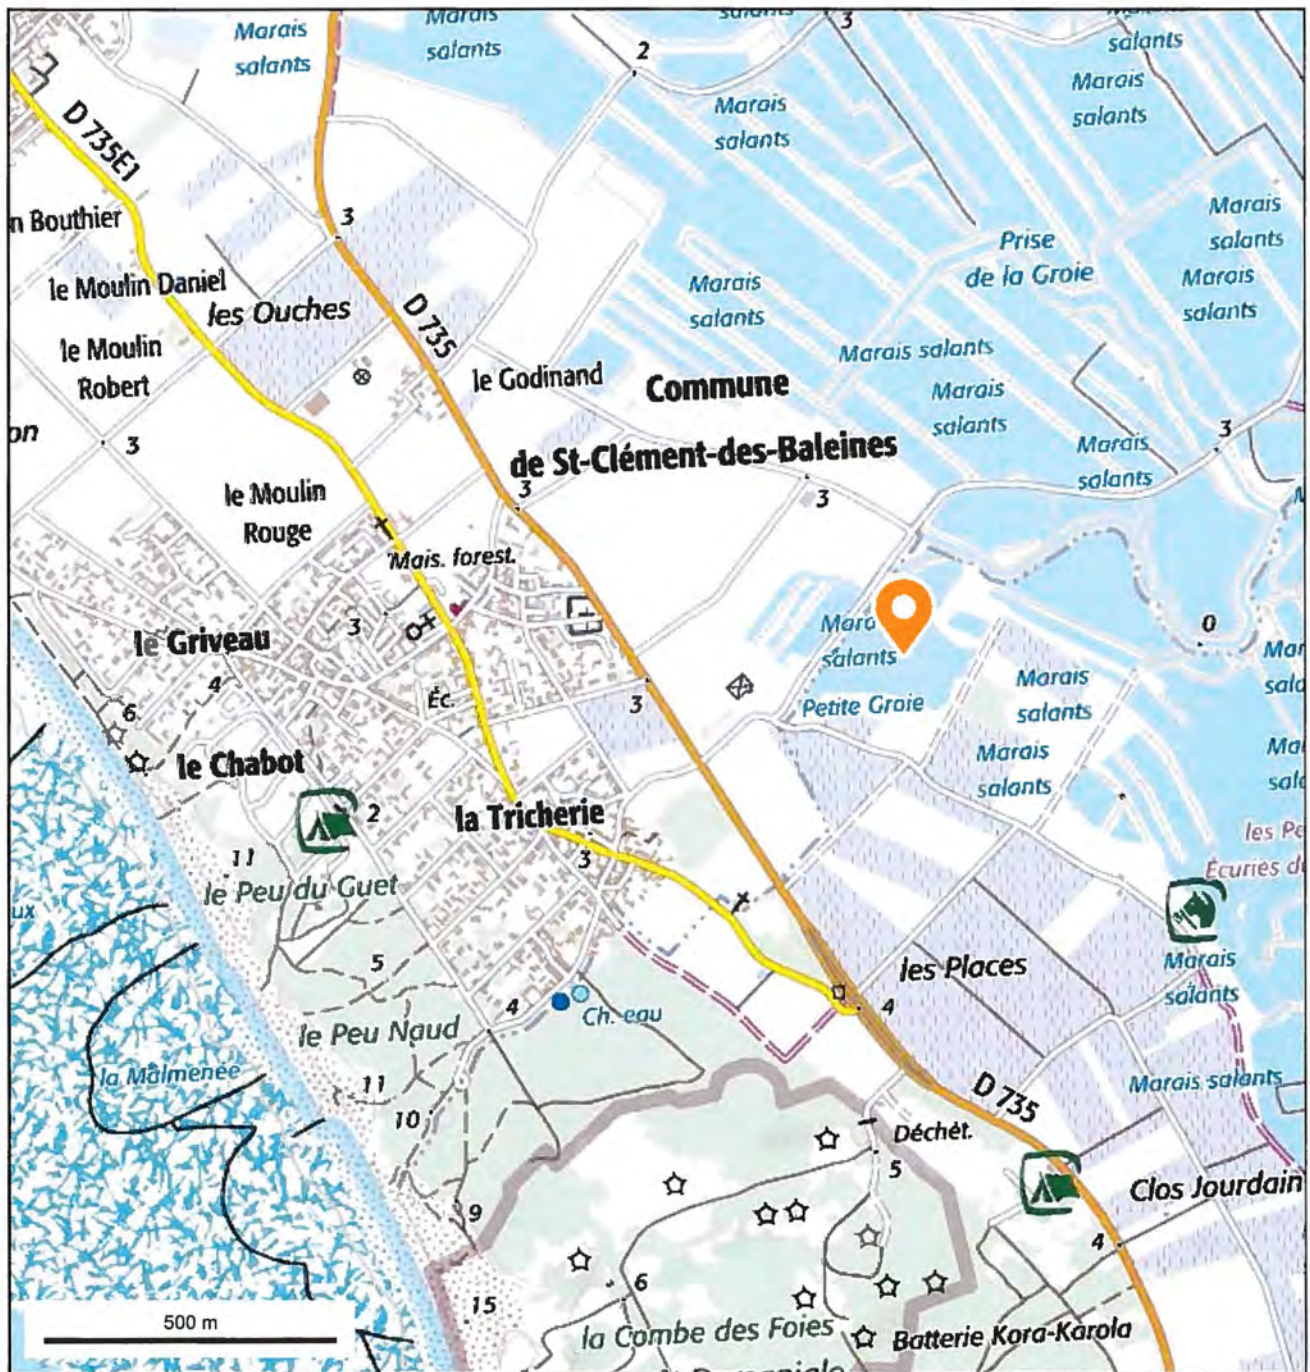 Marais
salants
Marais
salants
salants
3
2
salants
Marais
salants
Marais
salants
D 735E1
n Bouthier
3
Marais
salants
Prise
de la Groie
le Moulin Daniel
les Ouches
D 735
Marais
salants
Marais
salants
le Moulin
Robert
le Godinand
Commune
Marais salants
Marais
salants
on
3
de St-Clément-des-Baleines
Marais
salants
3
le Moulin
Rouge
3
3
Mais. forest.
le Griveau
3
salants
0
Éc.
4
3
Petite Groie
Marais
salants
6
le Chabot
Marais
salants
2
la Tricherie
3
11
le Peu du Guet
ux
5
les Places
Marais
salants
4
le Peu Naud
Ch. eau
4
la Malmenée
11
10
D 735
Marais salants
Déchèt.
5
Clos Jourdain
9
4
6
15
la Combe des Foies
Batterie Kora-Karola
500 m